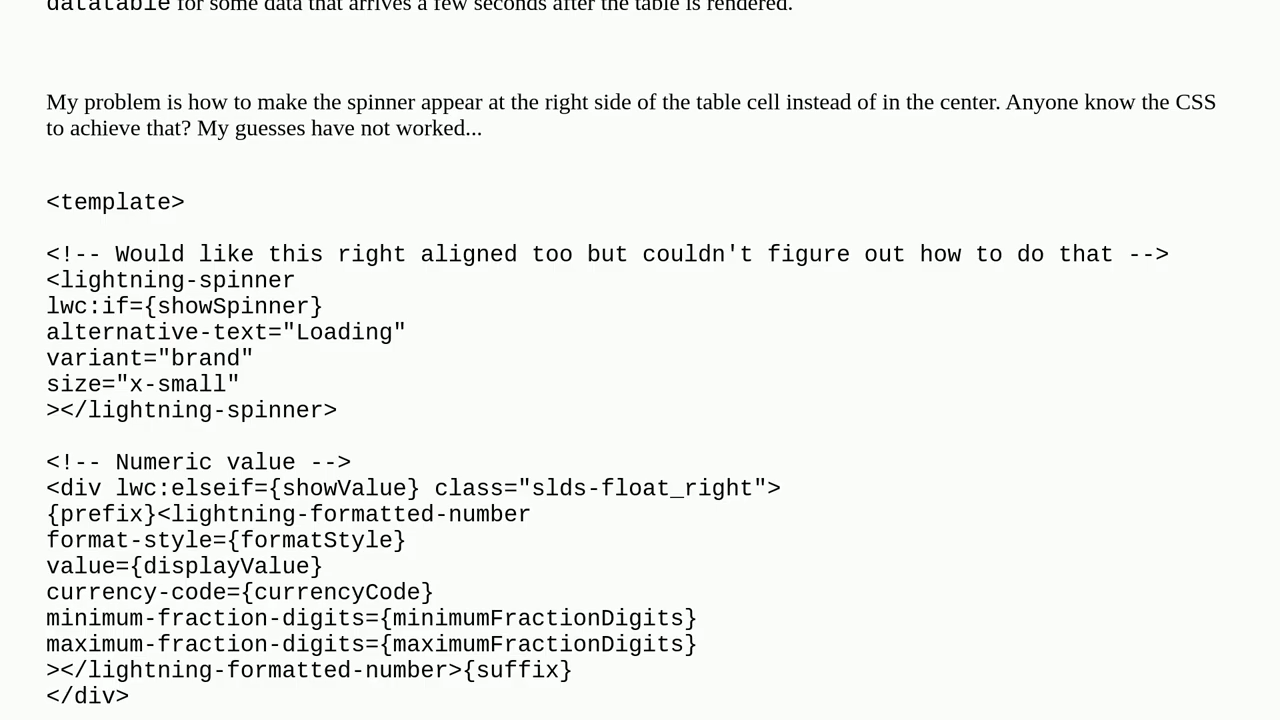 datatable for some data that arrives a few seconds after the table is rendered.
My problem is how to make the spinner appear at the right side of the table cell instead of in the center. Anyone know the CSS
to achieve that? My guesses have not worked...
<template>
<!-- Would like this right aligned too but couldn't figure out how to do that -->
<lightning-spinner
lwc:if={showSpinner}
alternative-text="Loading"
variant="brand"
size="x-small"
></lightning-spinner>
<!-- Numeric value -->
<div lwc:elseif={showValue} class="slds-float_right">
{prefix}<lightning-formatted-number
format-style={formatStyle}
value={displayValue}
currency-code={currencyCode}
minimum-fraction-digits={minimumFractionDigits}
maximum-fraction-digits={maximumFractionDigits}
></lightning-formatted-number>{suffix}
</div>